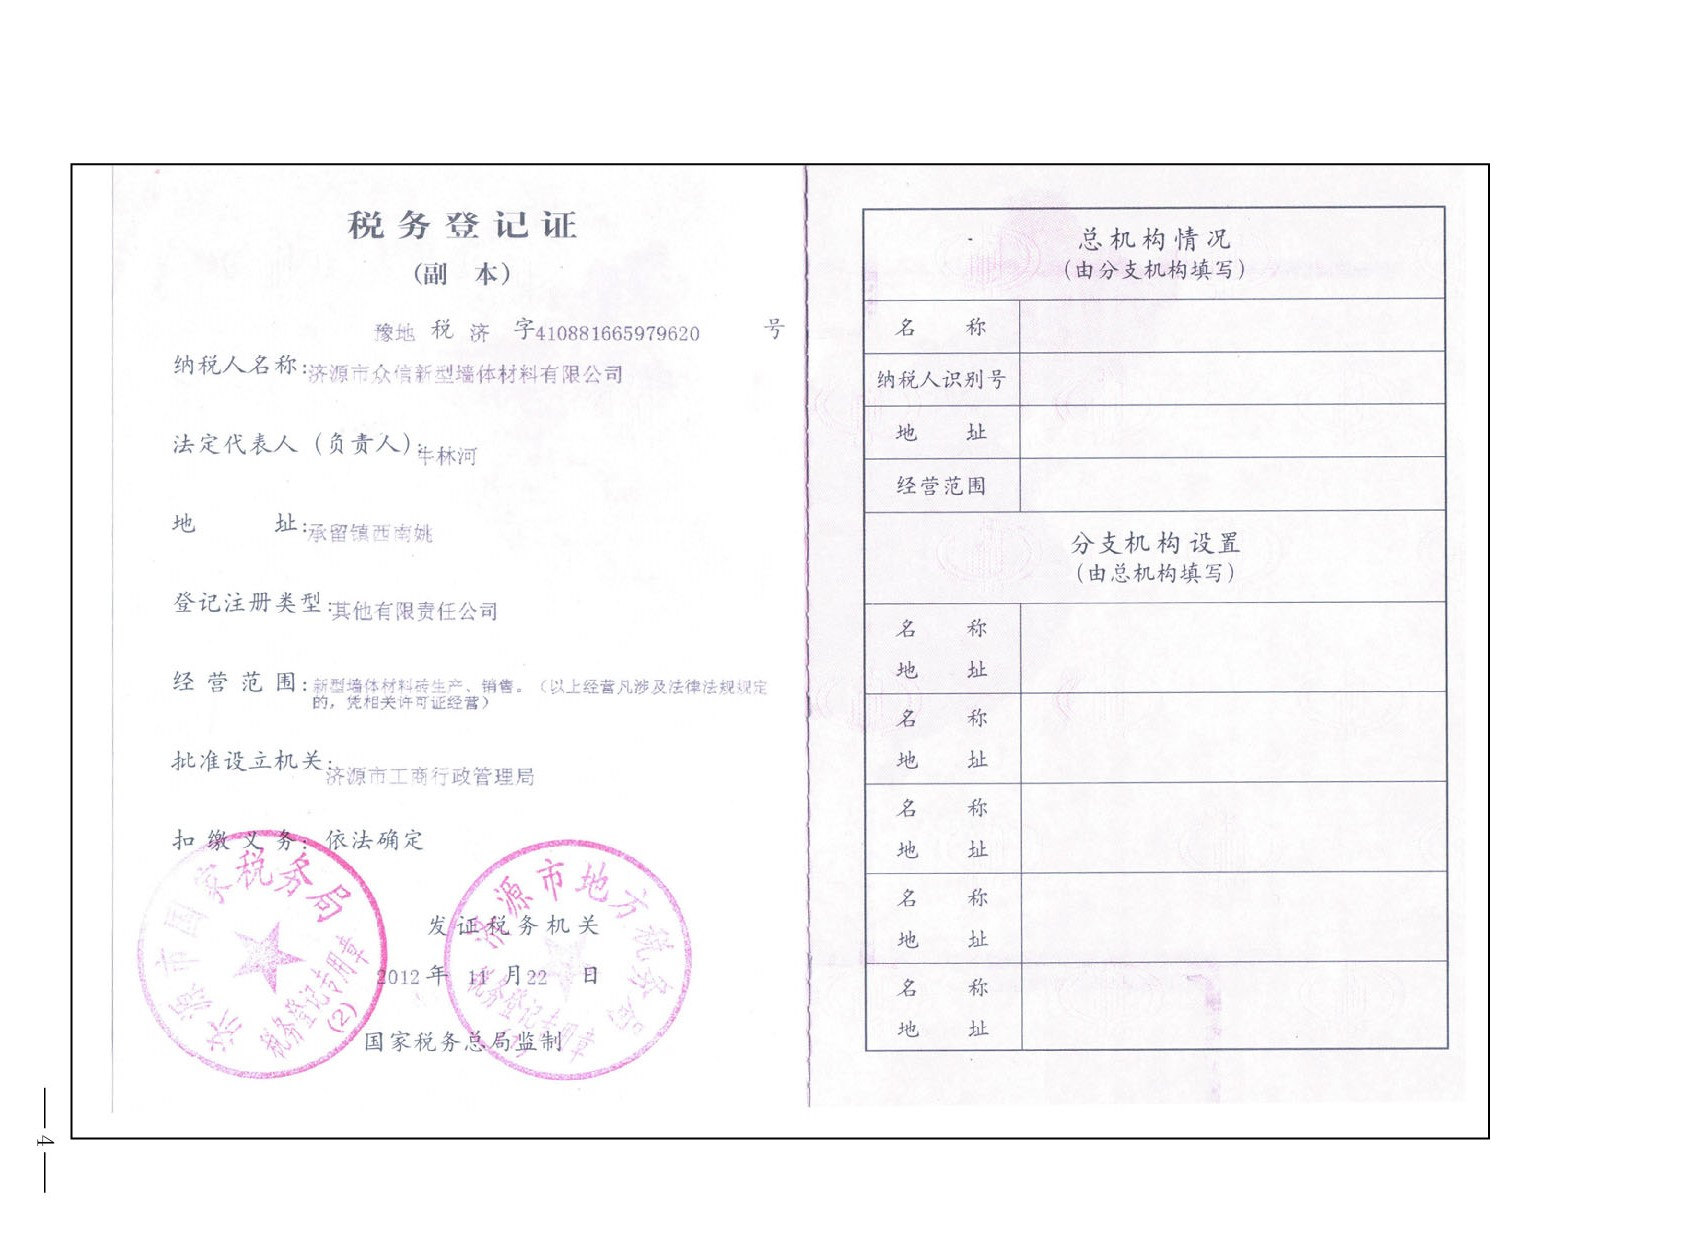 税务登记证
(副 本)
豫地 税 济 字410881665979620 号
纳税人名称:济源市众信新型墙体材料有限公司
法定代表人(负责人):牛林河
地 址:承留镇西南姚
登记注册类型:其他有限责任公司
经营范围:新型墙体材料砖生产、销售。(以上经营凡涉及法律法规规定
的,凭相关许可证经营)
批准设立机关:济源市工商行政管理局
扣缴义务:依法确定
济源市国家税务局
税务登记专用章
(2)
济源市地方税务局
税务登记专用章
发证税务机关
2012年 11 月22 日
国家税务总局监制
总机构情况
(由分支机构填写)
名 称
纳税人识别号
地 址
经营范围
分支机构设置
(由总机构填写)
名 称
地 址
名 称
地 址
名 称
地 址
名 称
地 址
名 称
地 址
— 4 —